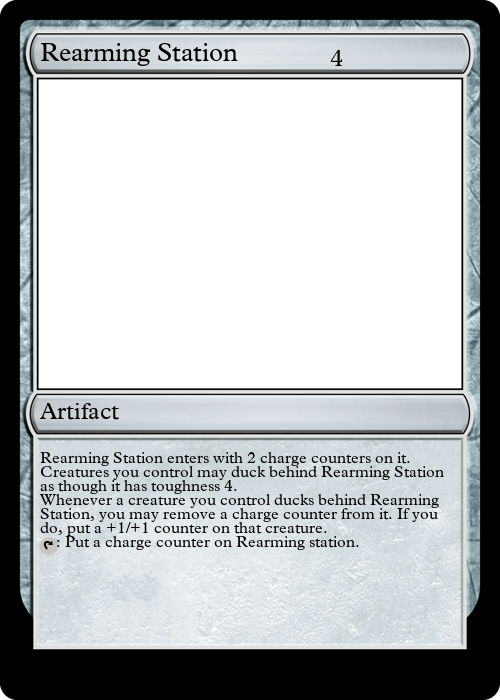 Rearming Station 4
Artifact
Rearming Station enters with 2 charge counters on it.
Creatures you control may duck behind Rearming Station
as though it has toughness 4.
Whenever a creature you control ducks behind Rearming
Station, you may remove a charge counter from it. If you
do, put a +1/+1 counter on that creature.
: Put a charge counter on Rearming station.